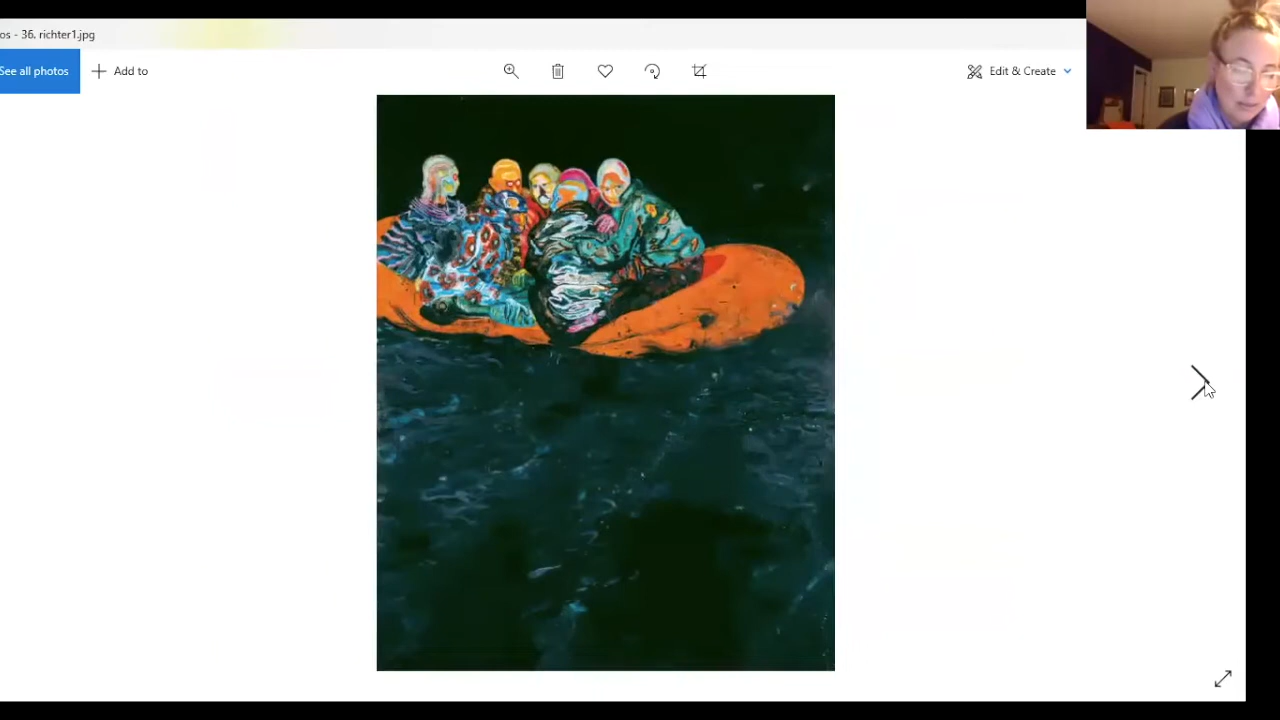 os - 36. richter1.jpg
See all photos
Add to
Edit & Create